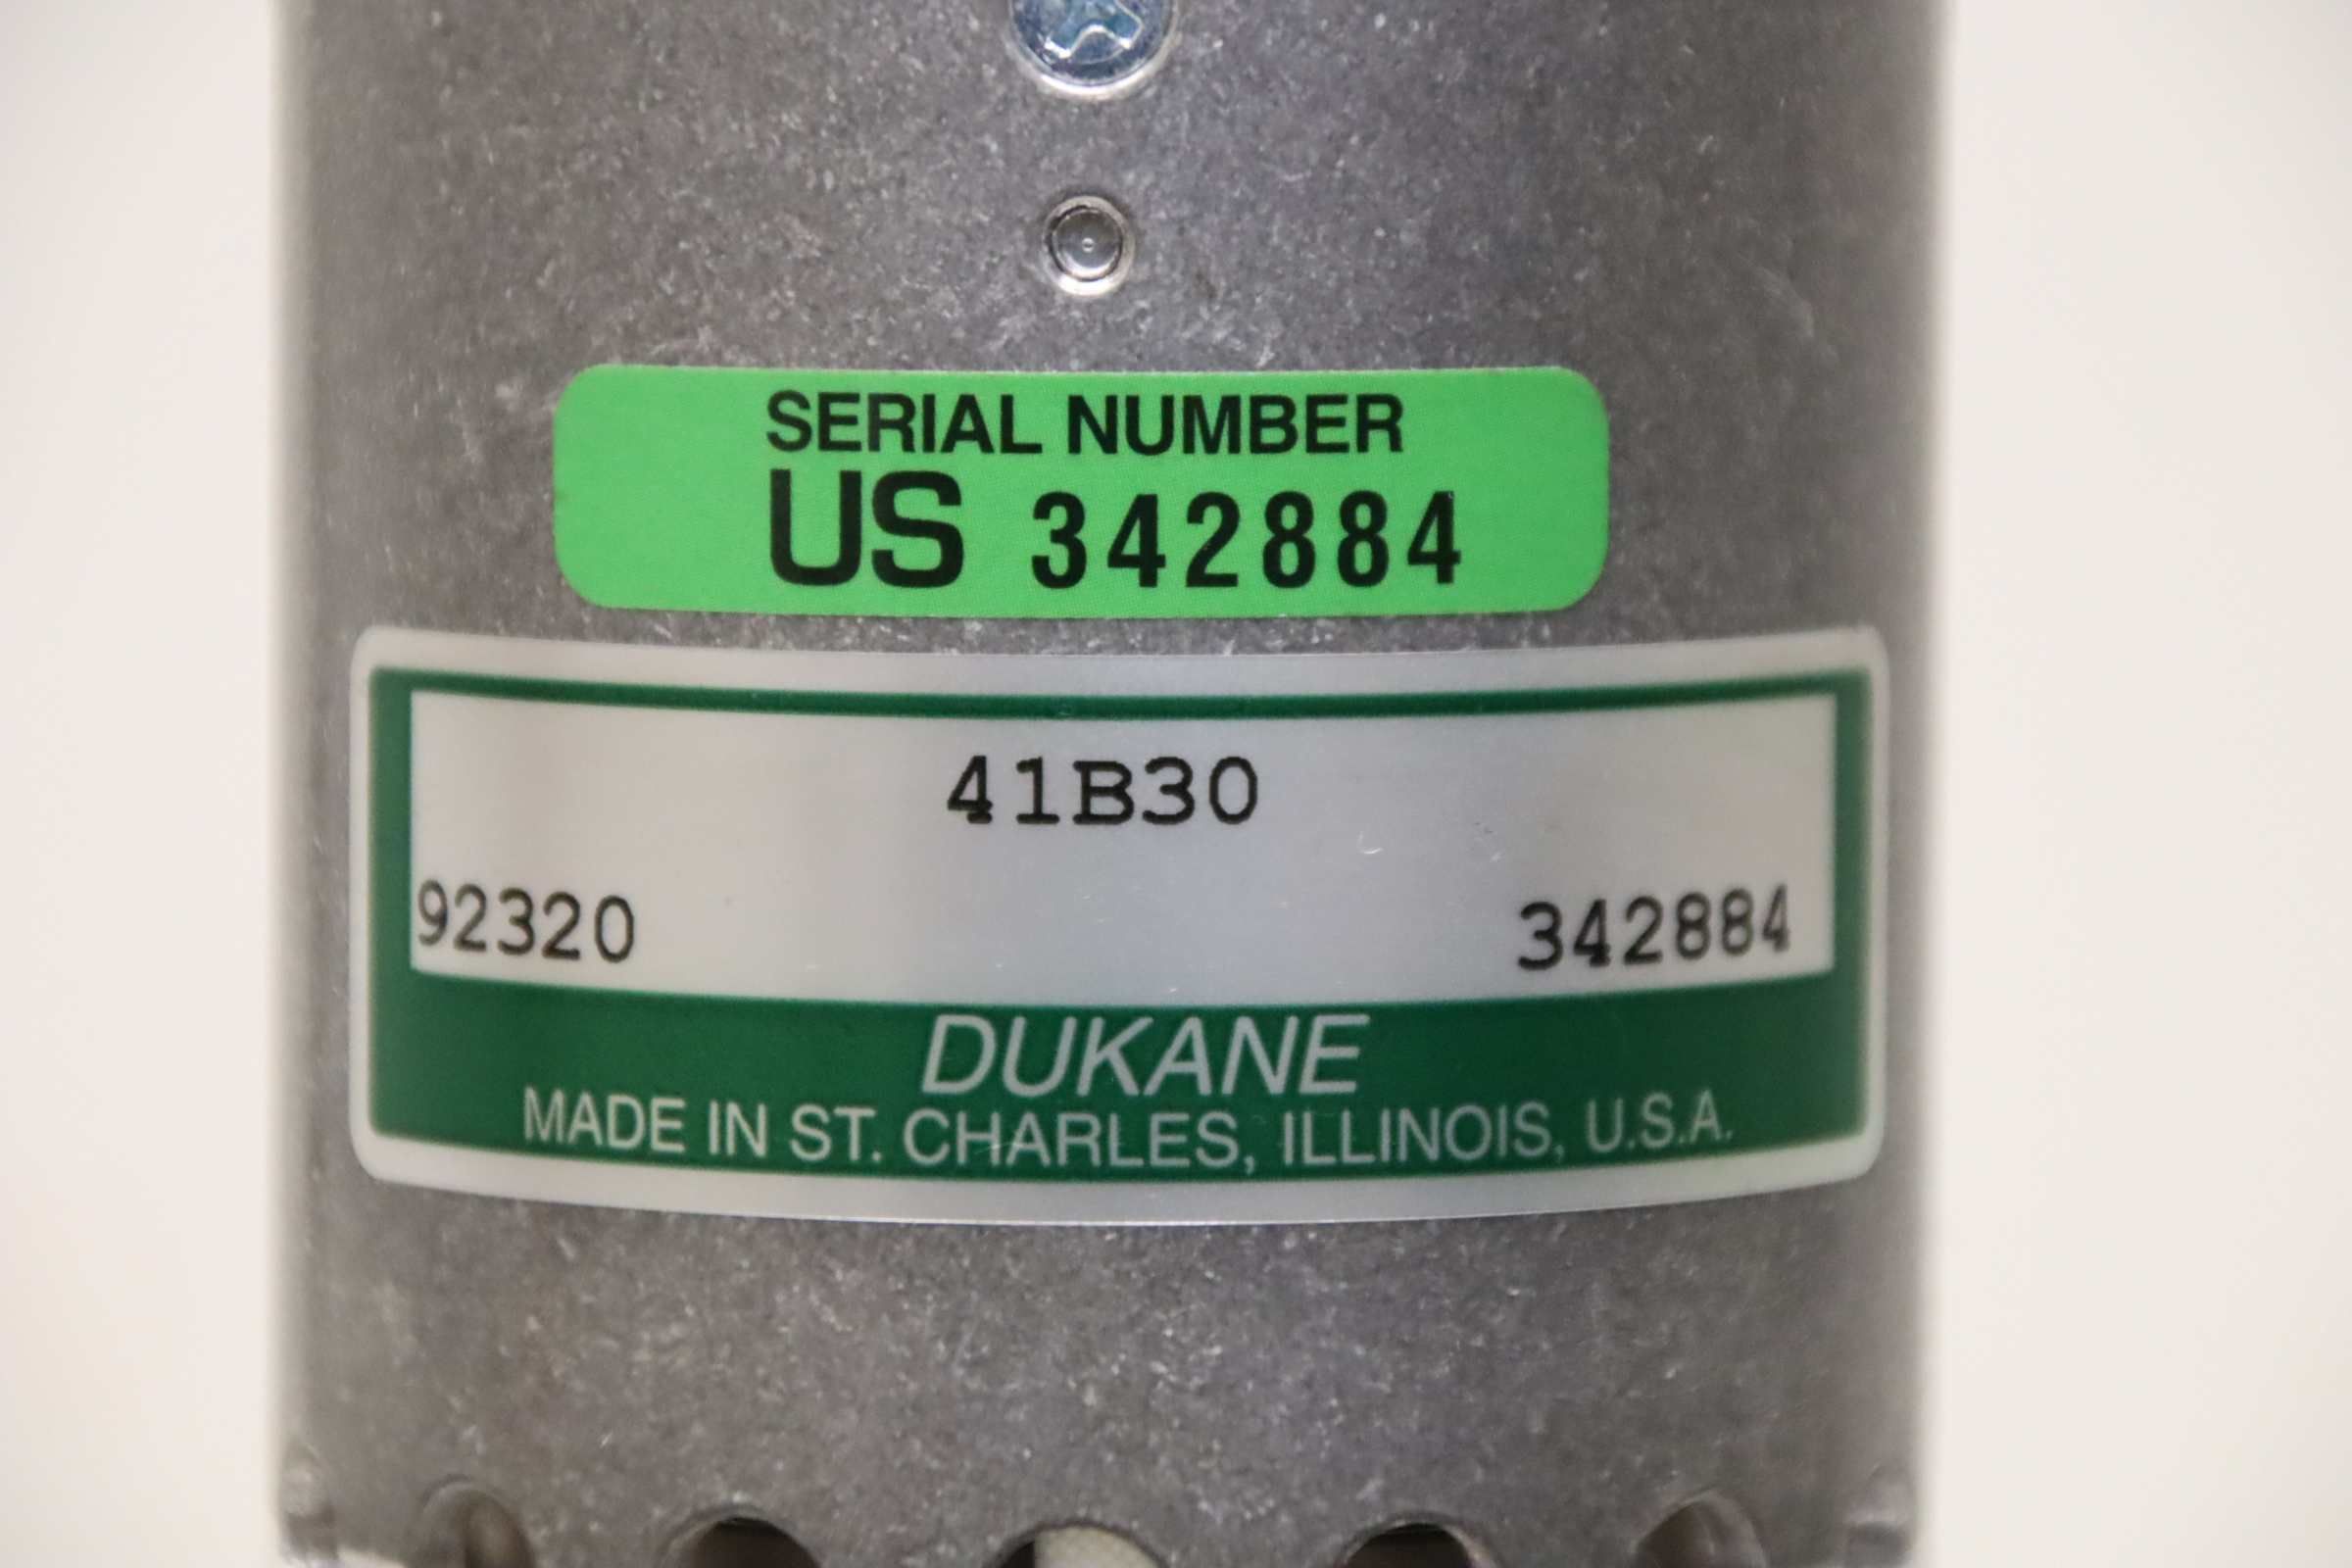 SERIAL NUMBER
US 342884
41B30
92320 342884
DUKANE
MADE IN ST. CHARLES, ILLINOIS, U.S.A.